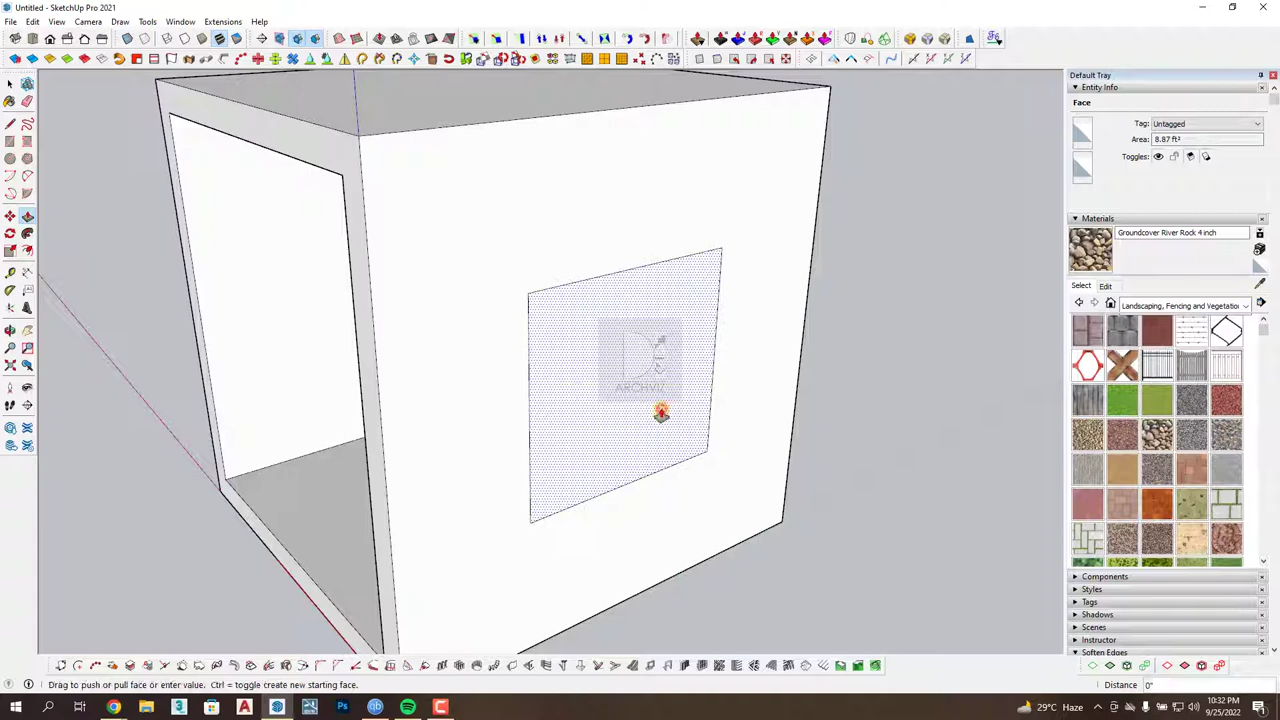 Untitled - SketchUp Pro 2021
File Edit View Camera Draw Tools Window Extensions Help
Default Tray
Entity Info
Face
Tag: Untagged
Area: 8.87 ft²
Toggles:
Materials
Groundcover River Rock 4 inch
Select Edit
Landscaping, Fencing and Vegetation
ARCHVIZ
Components
Styles
Tags
Shadows
Scenes
Instructor
Soften Edges
Drag to push or pull face or enter value. Ctrl = toggle create new starting face.
Distance 0"
29°C Haze
10:32 PM
9/25/2022